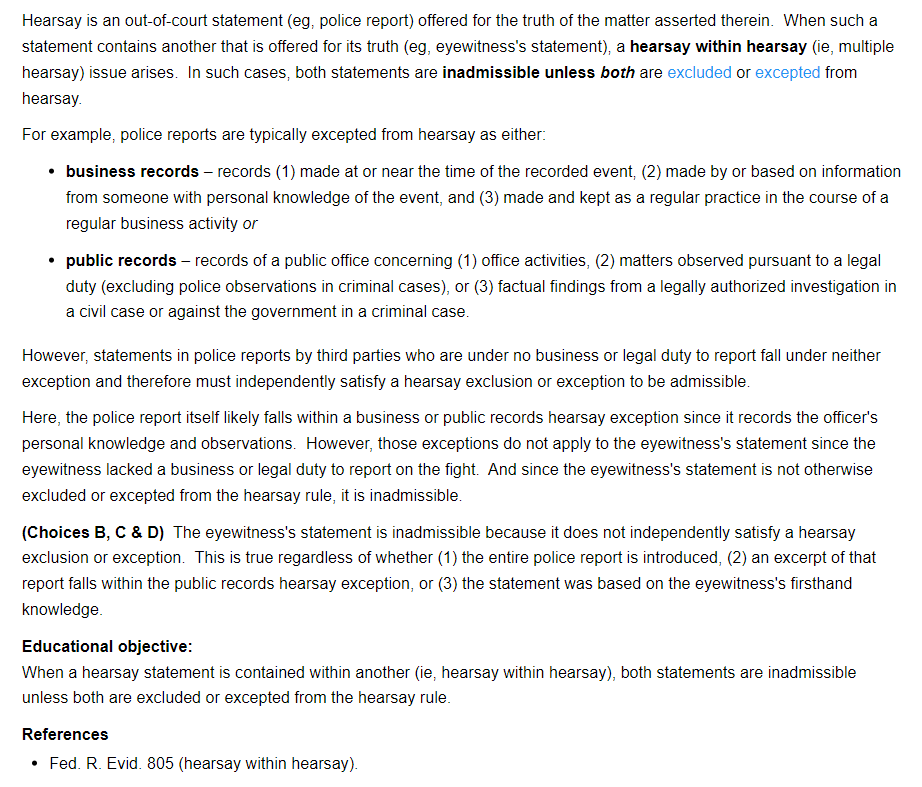 Hearsay is an out-of-court statement (eg, police report) offered for the truth of the matter asserted therein.  When such a
statement contains another that is offered for its truth (eg, eyewitness's statement), a hearsay within hearsay (ie, multiple
hearsay) issue arises.  In such cases, both statements are inadmissible unless both are excluded or excepted from
hearsay.
For example, police reports are typically excepted from hearsay as either:
• business records – records (1) made at or near the time of the recorded event, (2) made by or based on information
from someone with personal knowledge of the event, and (3) made and kept as a regular practice in the course of a
regular business activity or
• public records – records of a public office concerning (1) office activities, (2) matters observed pursuant to a legal
duty (excluding police observations in criminal cases), or (3) factual findings from a legally authorized investigation in
a civil case or against the government in a criminal case.
However, statements in police reports by third parties who are under no business or legal duty to report fall under neither
exception and therefore must independently satisfy a hearsay exclusion or exception to be admissible.
Here, the police report itself likely falls within a business or public records hearsay exception since it records the officer's
personal knowledge and observations.  However, those exceptions do not apply to the eyewitness's statement since the
eyewitness lacked a business or legal duty to report on the fight.  And since the eyewitness's statement is not otherwise
excluded or excepted from the hearsay rule, it is inadmissible.
(Choices B, C & D)  The eyewitness's statement is inadmissible because it does not independently satisfy a hearsay
exclusion or exception.  This is true regardless of whether (1) the entire police report is introduced, (2) an excerpt of that
report falls within the public records hearsay exception, or (3) the statement was based on the eyewitness's firsthand
knowledge.
Educational objective:
When a hearsay statement is contained within another (ie, hearsay within hearsay), both statements are inadmissible
unless both are excluded or excepted from the hearsay rule.
References
• Fed. R. Evid. 805 (hearsay within hearsay).